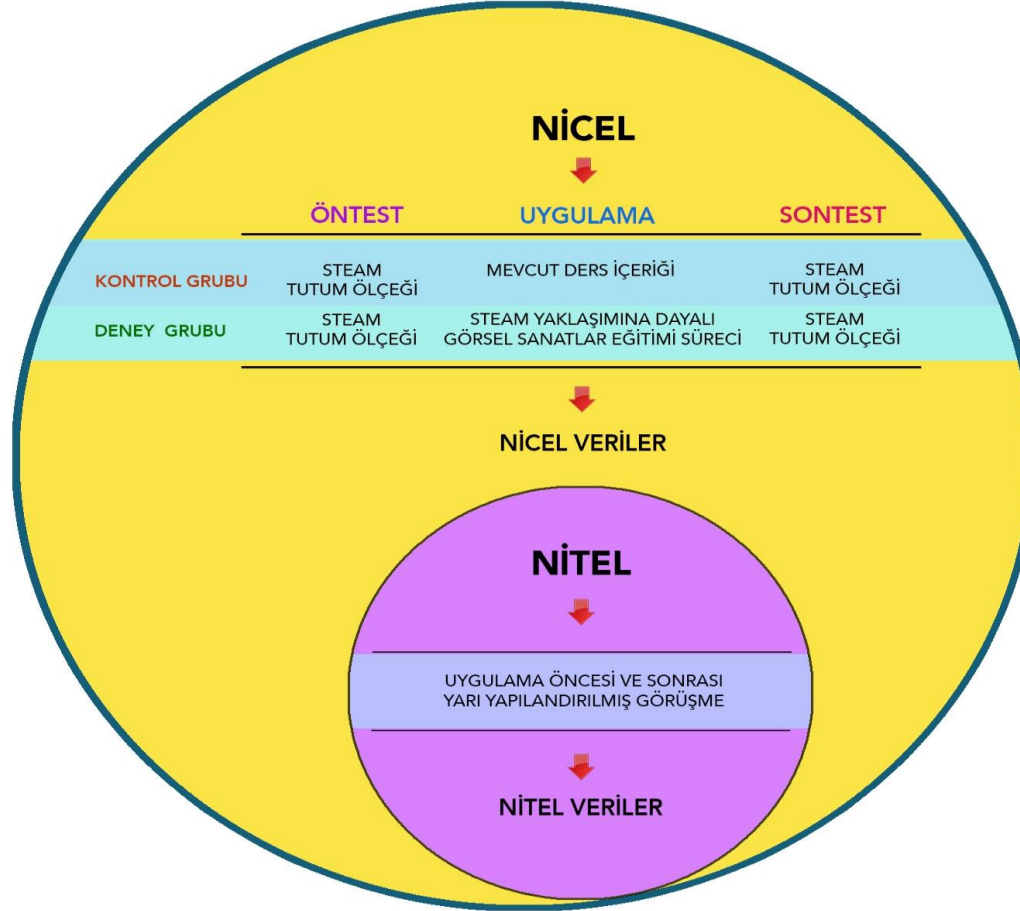 NİCEL
ÖNTEST UYGULAMA SONTEST
KONTROL GRUBU
STEAM
TUTUM ÖLÇEĞİ
MEVCUT DERS İÇERİĞİ
STEAM
TUTUM ÖLÇEĞİ
DENEY GRUBU
STEAM
TUTUM ÖLÇEĞİ
STEAM YAKLAŞIMINA DAYALI
GÖRSEL SANATLAR EĞİTİMİ SÜRECİ
STEAM
TUTUM ÖLÇEĞİ
NİCEL VERİLER
NİTEL
UYGULAMA ÖNCESİ VE SONRASI
YARI YAPILANDIRILMIŞ GÖRÜŞME
NİTEL VERİLER